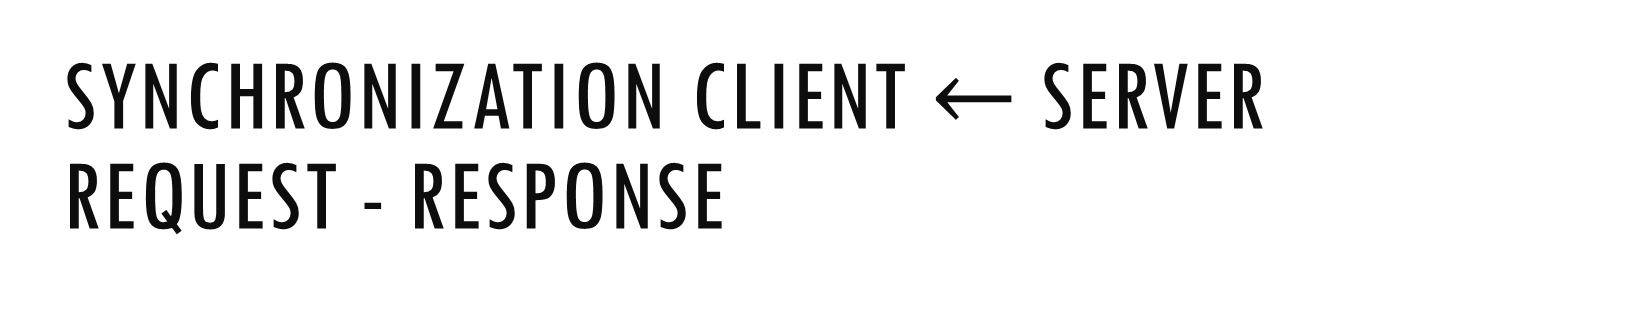 SYNCHRONIZATION CLIENT ← SERVER
REQUEST - RESPONSE